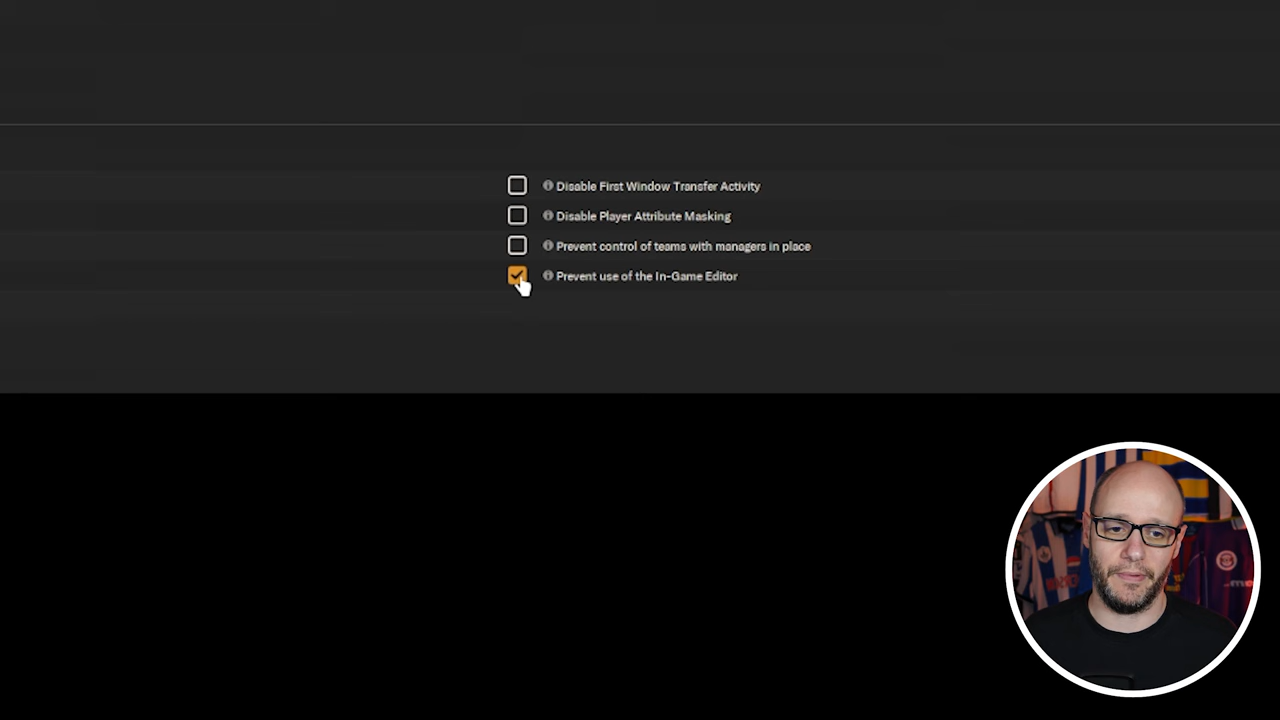 Disable First Window Transfer Activity
Disable Player Attribute Masking
Prevent control of teams with managers in place
Prevent use of the In-Game Editor